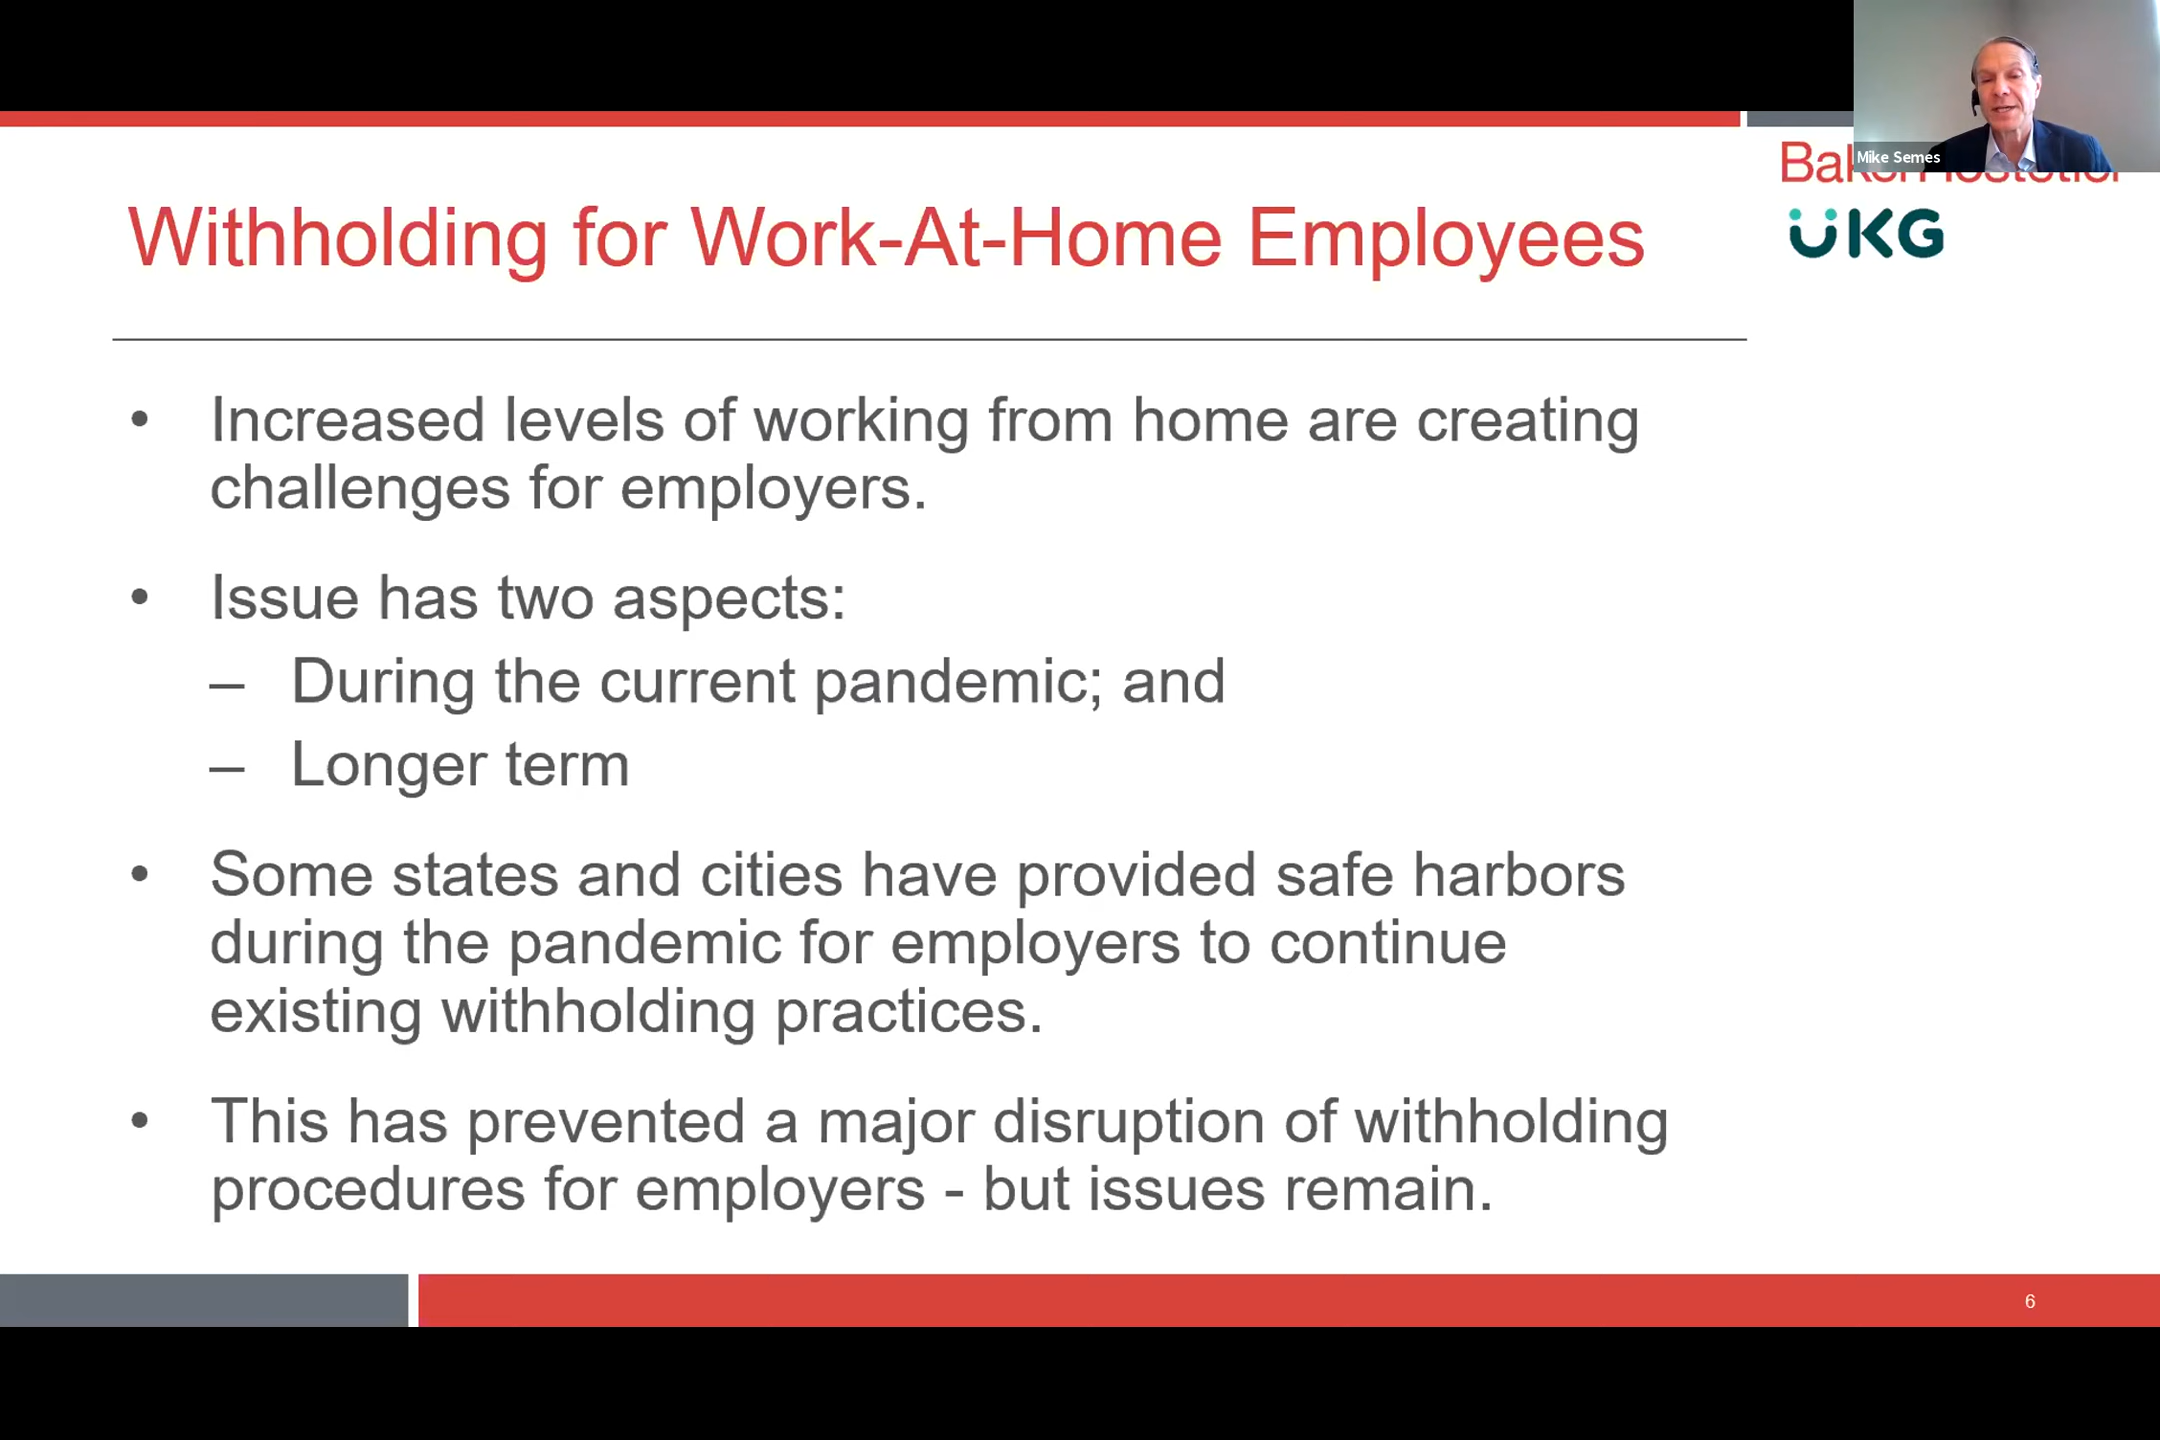 Mike Semes
UKG
Withholding for Work-At-Home Employees
• Increased levels of working from home are creating
challenges for employers.
• Issue has two aspects:
– During the current pandemic; and
– Longer term
• Some states and cities have provided safe harbors
during the pandemic for employers to continue
existing withholding practices.
• This has prevented a major disruption of withholding
procedures for employers - but issues remain.
6